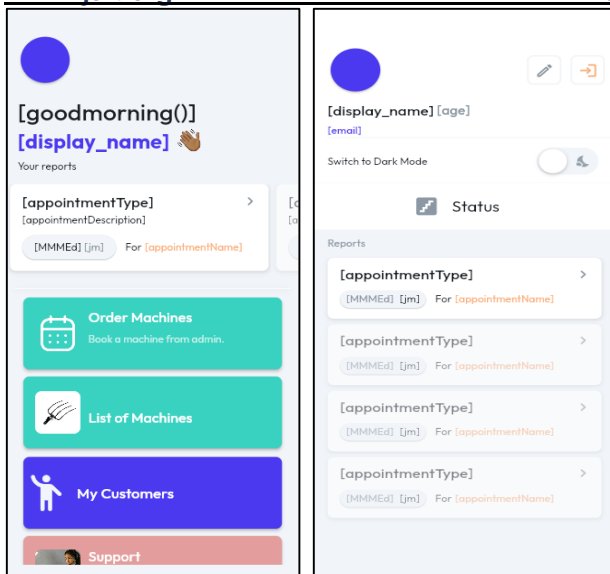 [goodmorning()]
[display_name] 👋🏾
Your reports
[appointmentType]
[appointmentDescription]
[MMMEd] [jm] For [appointmentName]
Order Machines
Book a machine from admin.
List of Machines
My Customers
Support
[display_name] [age]
[email]
Switch to Dark Mode
Status
Reports
[appointmentType]
[MMMEd] [jm] For [appointmentName]
[appointmentType]
[MMMEd] [jm] For [appointmentName]
[appointmentType]
[MMMEd] [jm] For [appointmentName]
[appointmentType]
[MMMEd] [jm] For [appointmentName]